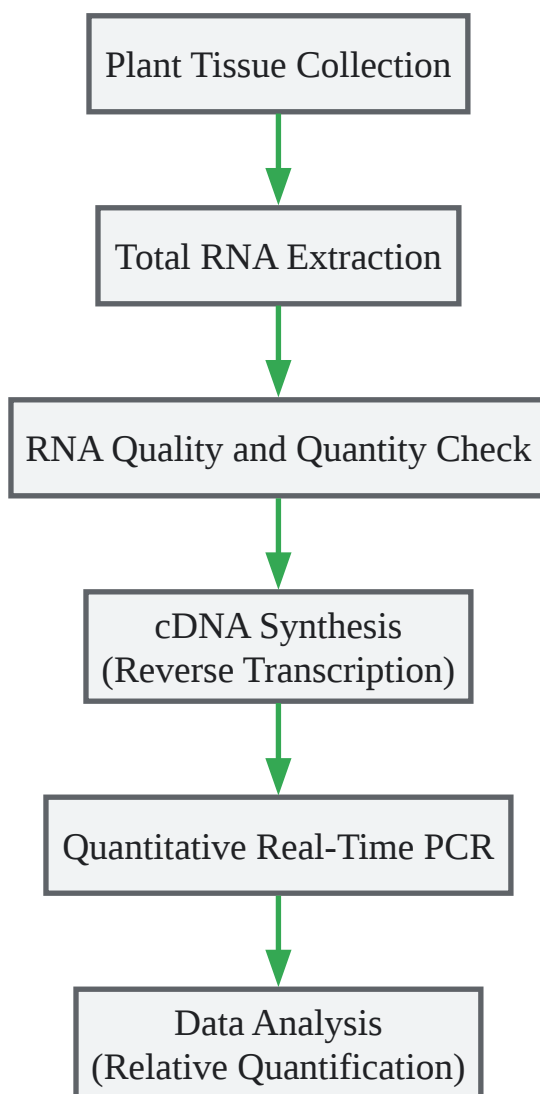 Plant Tissue Collection
Total RNA Extraction
RNA Quality and Quantity Check
cDNA Synthesis
(Reverse Transcription)
Quantitative Real-Time PCR
Data Analysis
(Relative Quantification)